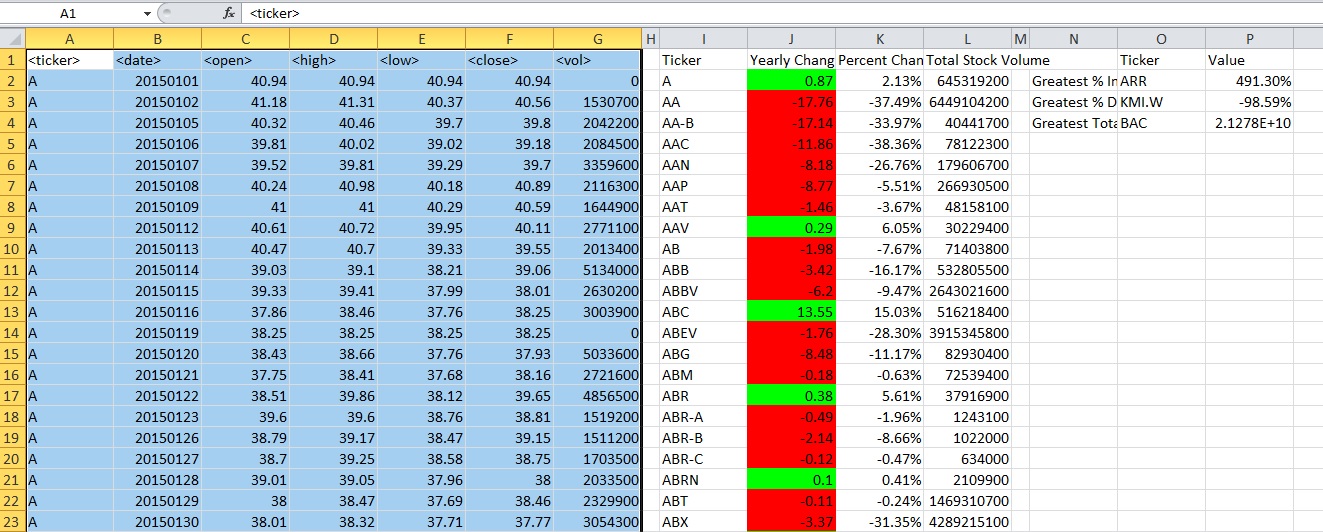 A1 fx <ticker>
A B C D E F G H I J K L M N O P
1 <ticker> <date> <open> <high> <low> <close> <vol> Ticker Yearly Chang Percent Chan Total Stock Volume Ticker Value
2 A 20150101 40.94 40.94 40.94 40.94 0 A 0.87 2.13% 645319200 Greatest % In ARR 491.30%
3 A 20150102 41.18 41.31 40.37 40.56 1530700 AA -17.76 -37.49% 6449104200 Greatest % D KMI.W -98.59%
4 A 20150105 40.32 40.46 39.7 39.8 2042200 AA-B -17.14 -33.97% 40441700 Greatest Tota BAC 2.1278E+10
5 A 20150106 39.81 40.02 39.02 39.18 2084500 AAC -11.86 -38.36% 78122300
6 A 20150107 39.52 39.81 39.29 39.7 3359600 AAN -8.18 -26.76% 179606700
7 A 20150108 40.24 40.98 40.18 40.89 2116300 AAP -8.77 -5.51% 266930500
8 A 20150109 41 41 40.29 40.59 1644900 AAT -1.46 -3.67% 48158100
9 A 20150112 40.61 40.72 39.95 40.11 2771100 AAV 0.29 6.05% 30229400
10 A 20150113 40.47 40.7 39.33 39.55 2013400 AB -1.98 -7.67% 71403800
11 A 20150114 39.03 39.1 38.21 39.06 5134000 ABB -3.42 -16.17% 532805500
12 A 20150115 39.33 39.41 37.99 38.01 2630200 ABBV -6.2 -9.47% 2643021600
13 A 20150116 37.86 38.46 37.76 38.25 3003900 ABC 13.55 15.03% 516218400
14 A 20150119 38.25 38.25 38.25 38.25 0 ABEV -1.76 -28.30% 3915345800
15 A 20150120 38.43 38.66 37.76 37.93 5033600 ABG -8.48 -11.17% 82930400
16 A 20150121 37.75 38.41 37.68 38.16 2721600 ABM -0.18 -0.63% 72539400
17 A 20150122 38.51 39.86 38.12 39.65 4856500 ABR 0.38 5.61% 37916900
18 A 20150123 39.6 39.6 38.76 38.81 1519200 ABR-A -0.49 -1.96% 1243100
19 A 20150126 38.79 39.17 38.47 39.15 1511200 ABR-B -2.14 -8.66% 1022000
20 A 20150127 38.7 39.25 38.58 38.75 1703500 ABR-C -0.12 -0.47% 634000
21 A 20150128 39.01 39.05 37.96 38 2033500 ABRN 0.1 0.41% 2109900
22 A 20150129 38 38.47 37.69 38.46 2329900 ABT -0.11 -0.24% 1469310700
23 A 20150130 38.01 38.32 37.71 37.77 3054300 ABX -3.37 -31.35% 4289215100